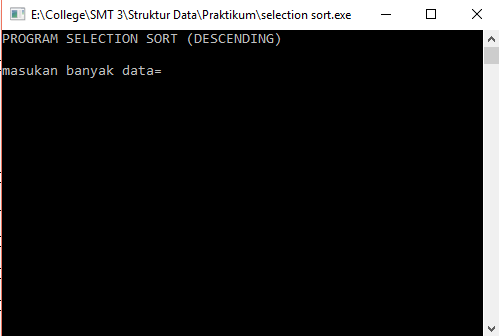 E:\College\SMT 3\Struktur Data\Praktikum\selection sort.exe
PROGRAM SELECTION SORT (DESCENDING)
masukan banyak data=